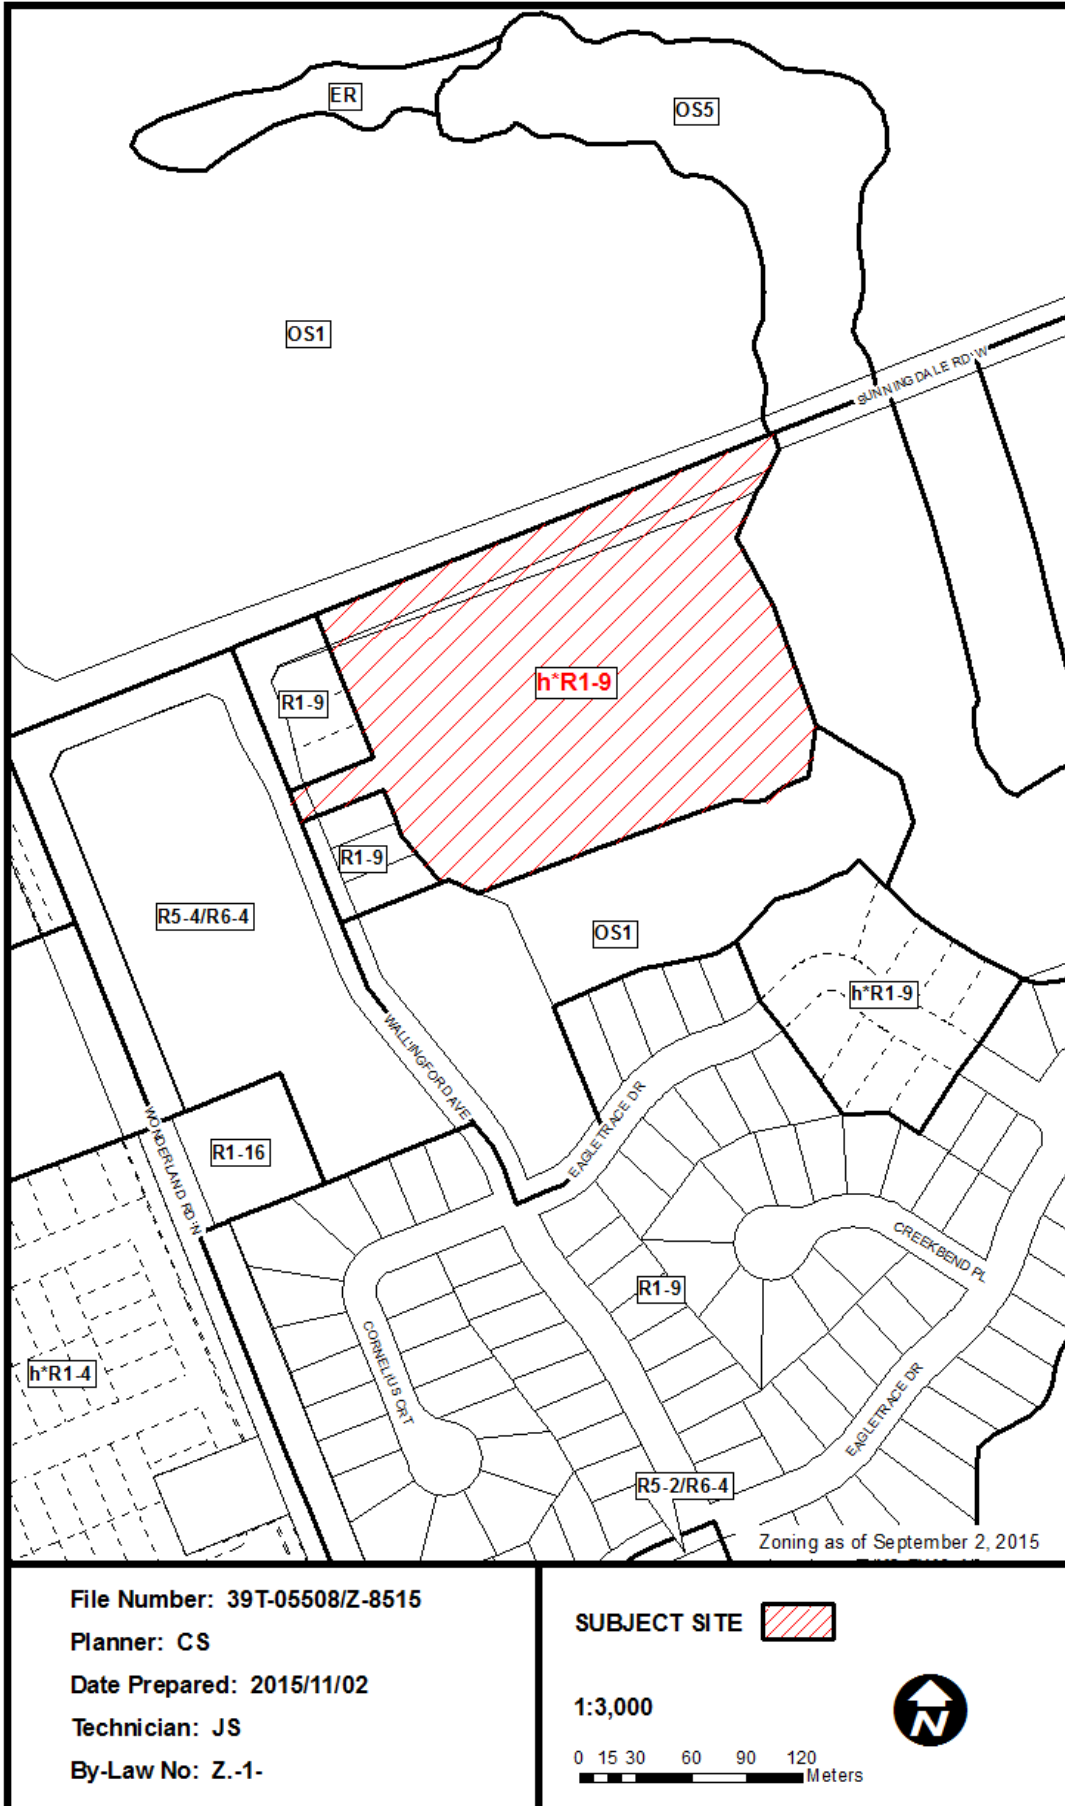 ER
OS5
OS1
SUNNINGDALE RD W
h*R1-9
R1-9
R1-9
R5-4/R6-4
OS1
h*R1-9
WALLINGFORD AVE
EAGLETRACE DR
WONDERLAND RD N
R1-16
CREEKBEND PL
R1-9
CORNELIUS CRT
h*R1-4
EAGLETRACE DR
R5-2/R6-4
Zoning as of September 2, 2015
File Number: 39T-05508/Z-8515
Planner: CS
Date Prepared: 2015/11/02
Technician: JS
By-Law No: Z.-1-
SUBJECT SITE
1:3,000
N
0 15 30 60 90 120
Meters